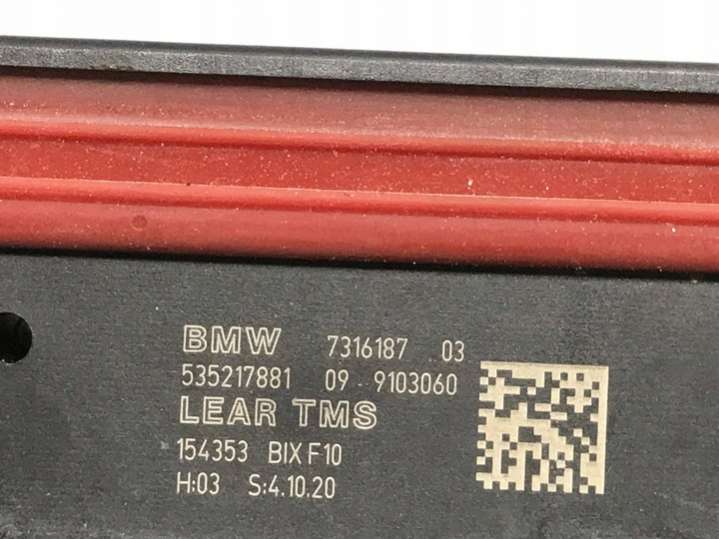 BMW 7316187 03
535217881 09 - 9103060
LEAR TMS
154353 BIX F10
H:03 S:4.10.20